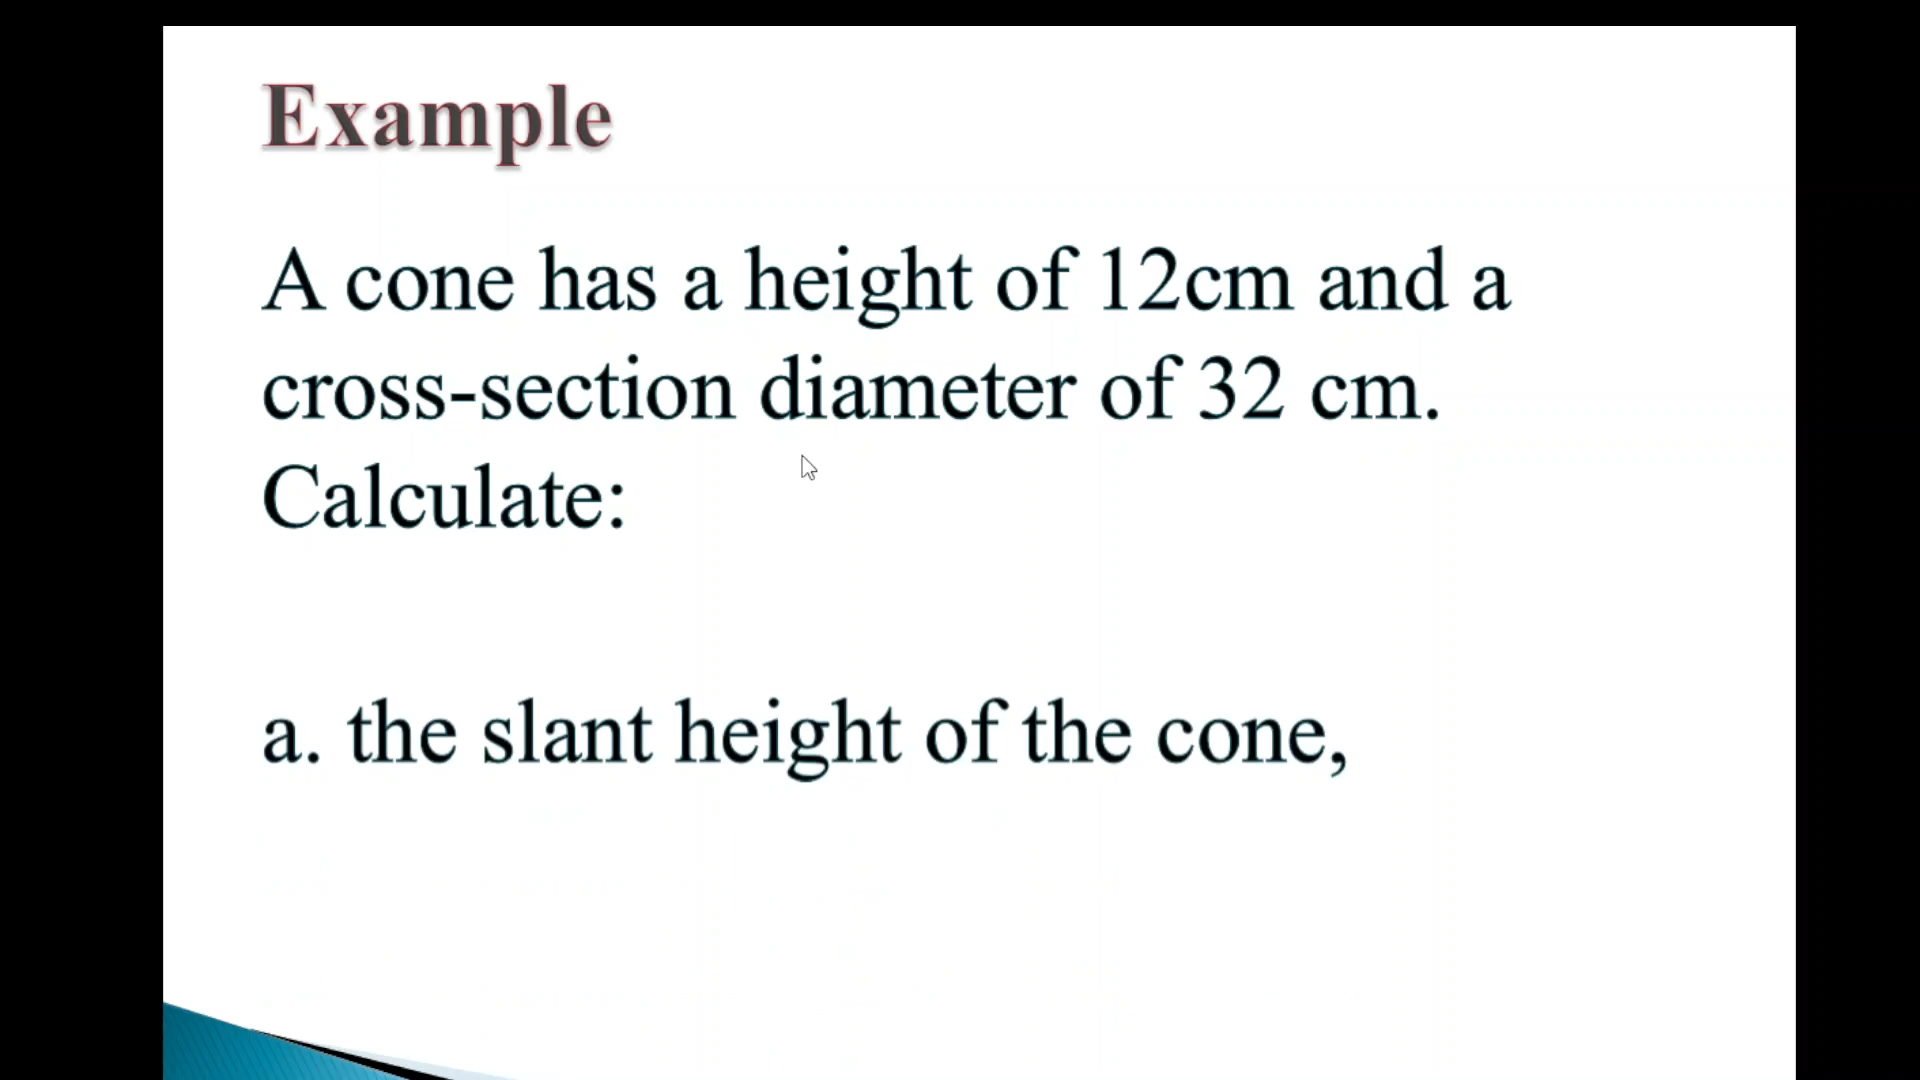 Example
A cone has a height of 12cm and a
cross-section diameter of 32 cm.
Calculate:
a. the slant height of the cone,